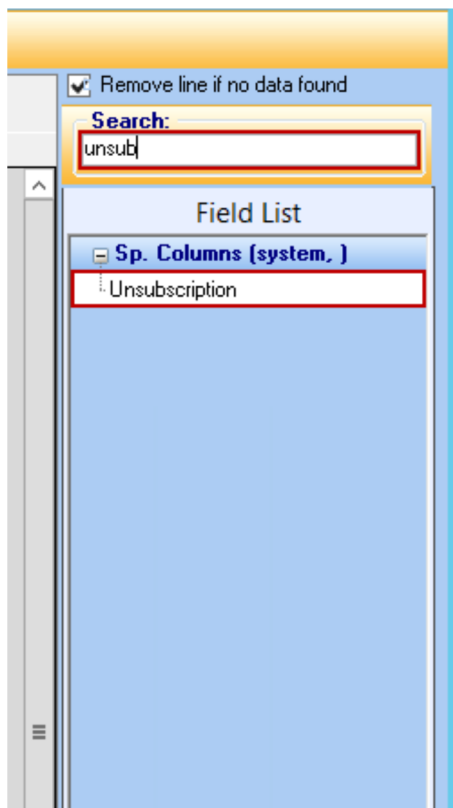 Remove line if no data found
Search:
unsub
Field List
Sp. Columns (system, )
Unsubscription